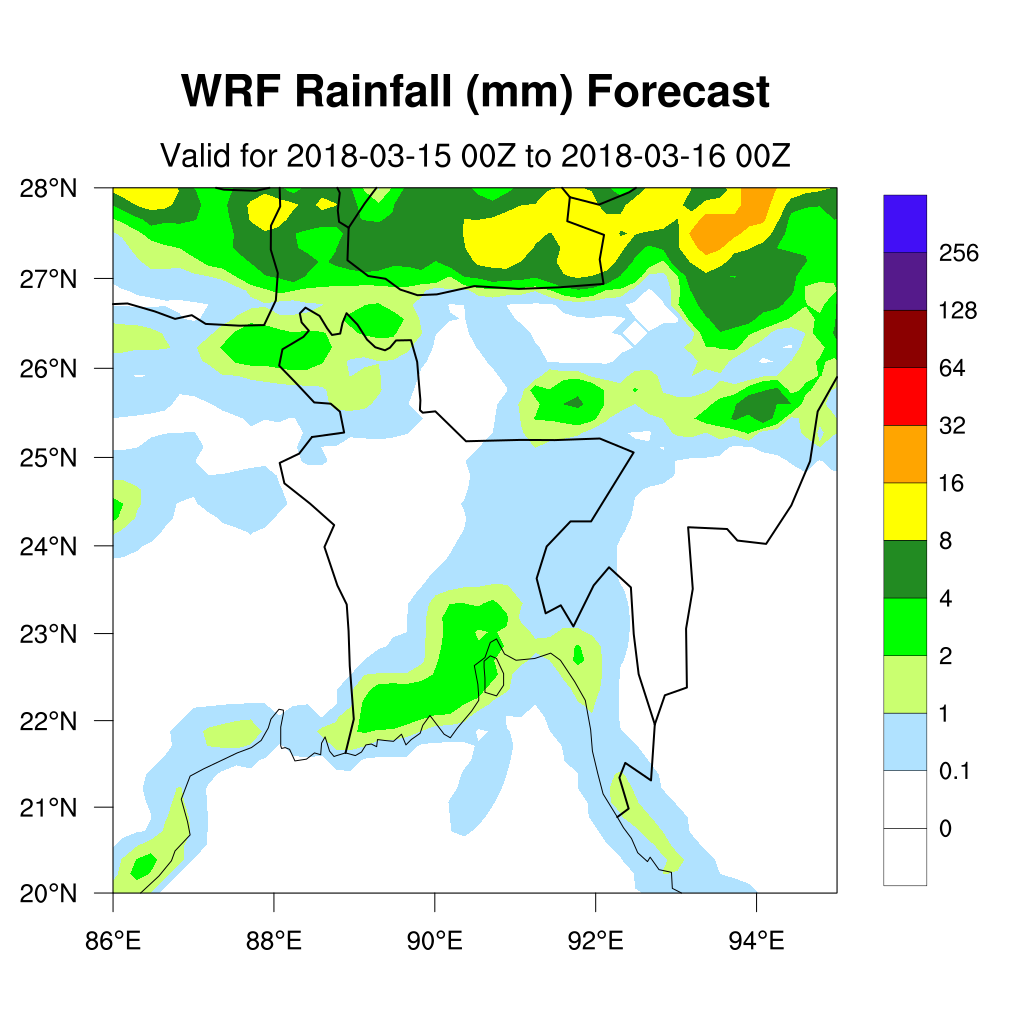 WRF Rainfall (mm) Forecast
Valid for 2018-03-15 00Z to 2018-03-16 00Z
28°N
27°N
26°N
25°N
24°N
23°N
22°N
21°N
20°N
86°E
88°E
90°E
92°E
94°E
256
128
64
32
16
8
4
2
1
0.1
0